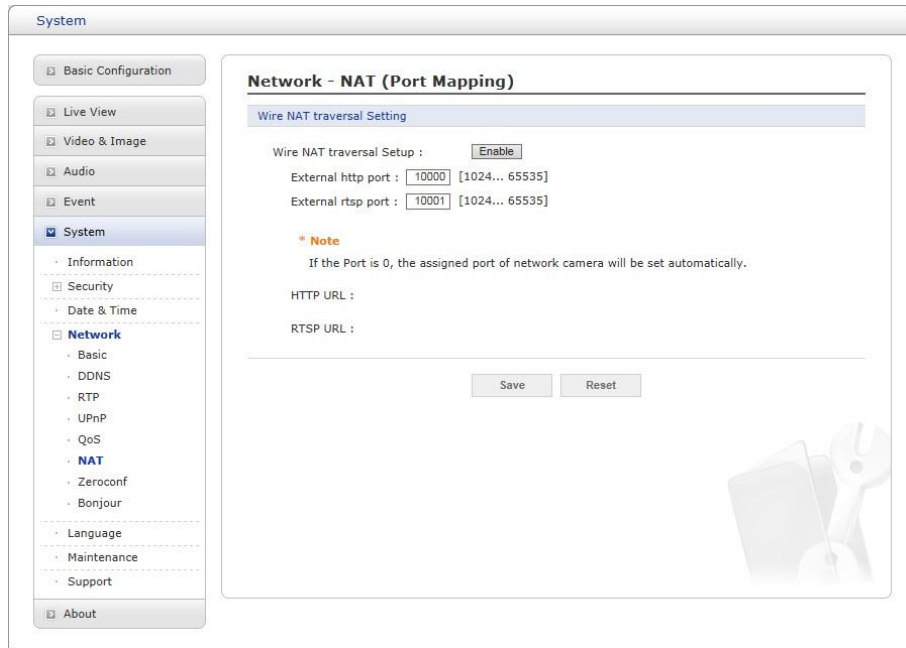 System
Basic Configuration
Live View
Video & Image
Audio
Event
System
Information
Security
Date & Time
Network
Basic
DDNS
RTP
UPnP
QoS
NAT
Zeroconf
Bonjour
Language
Maintenance
Support
About
Network - NAT (Port Mapping)
Wire NAT traversal Setting
Wire NAT traversal Setup : Enable
External http port : 10000 [1024... 65535]
External rtsp port : 10001 [1024... 65535]
* Note
If the Port is 0, the assigned port of network camera will be set automatically.
HTTP URL :
RTSP URL :
Save Reset